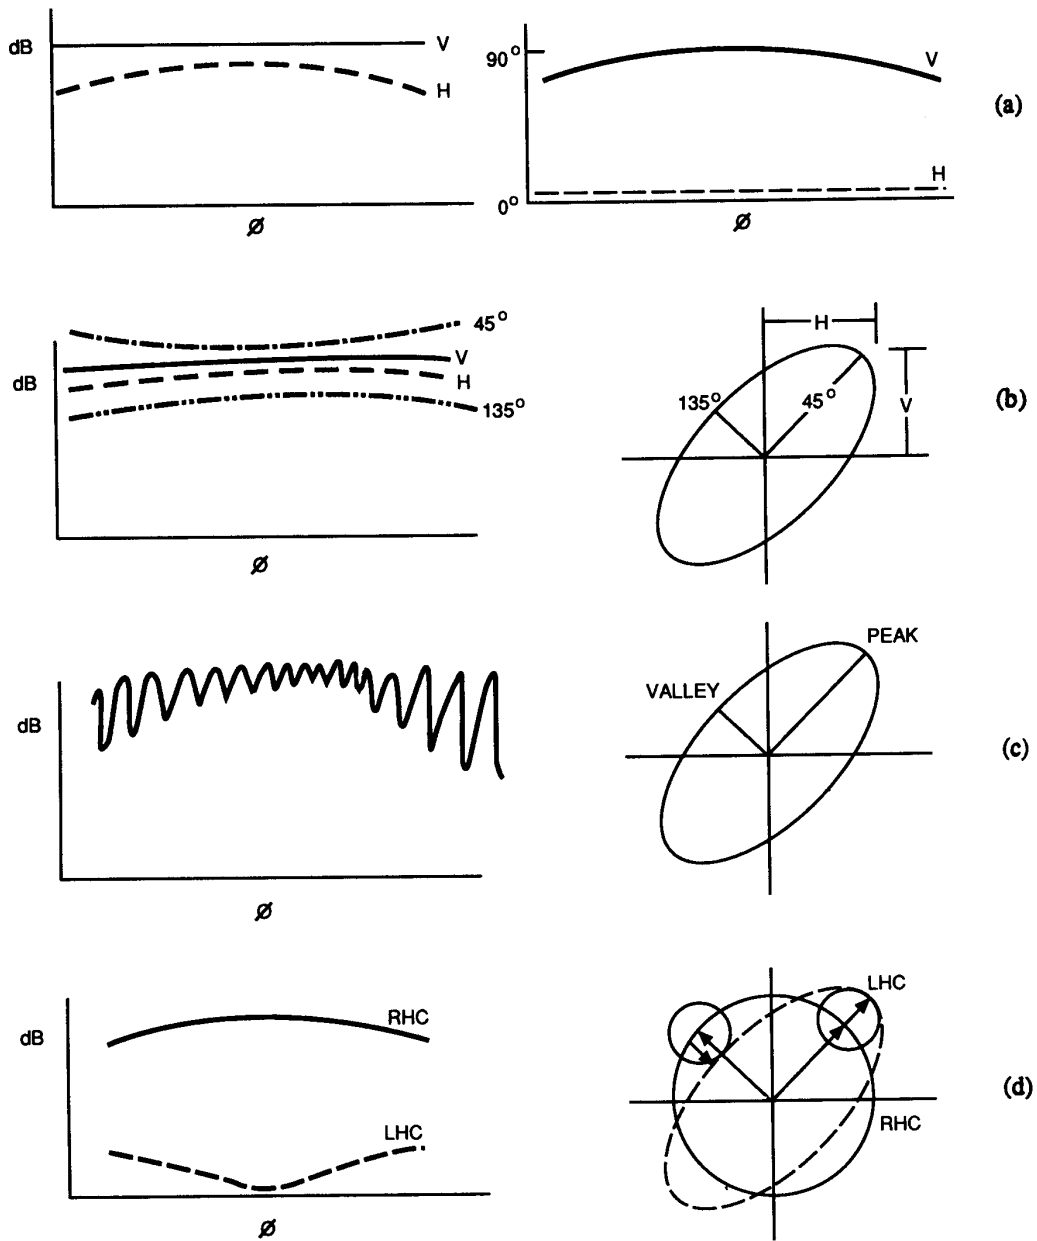 dB
V
H
Ø
90°
V
H
0°
Ø
(a)
dB
45°
V
H
135°
Ø
H
135°
45°
V
(b)
dB
Ø
PEAK
VALLEY
(c)
dB
RHC
LHC
Ø
LHC
RHC
(d)